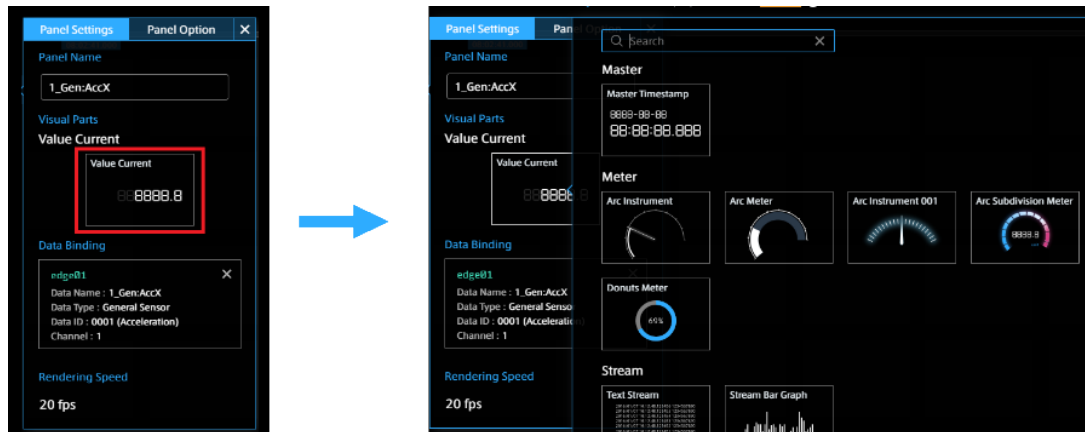 Panel Settings Panel Option
Panel Name
1_Gen:AccX
Visual Parts
Value Current
Value Current
8888.8
Data Binding
edge01
Data Name : 1_Gen:AccX
Data Type : General Sensor
Data ID : 0001 (Acceleration)
Channel : 1
Rendering Speed
20 fps
Panel Settings Pan
Panel Name
1_Gen:AccX
Visual Parts
Value Current
Value Current
8888
Data Binding
edge01
Data Name : 1_Gen:AccX
Data Type : General Senso
Data ID : 0001 (Acceleratio
Channel : 1
Rendering Speed
20 fps
Search
Master
Master Timestamp
8888-88-88
88:88:88.888
Meter
Arc Instrument
Arc Meter
Arc Instrument 001
Arc Subdivision Meter
8888.8
Donuts Meter
69%
Stream
Text Stream
Stream Bar Graph